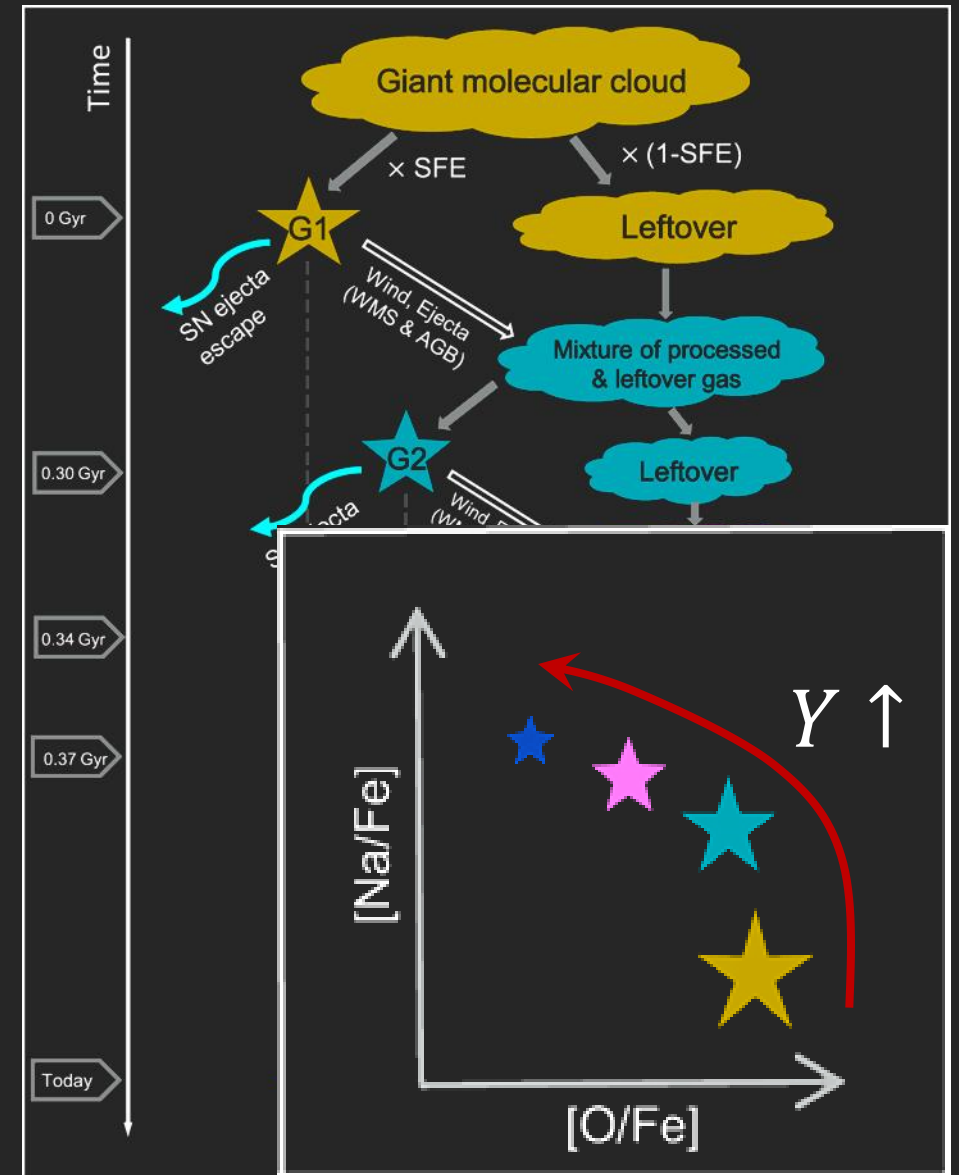 Time
Giant molecular cloud
× SFE
× (1-SFE)
0 Gyr
G1
Leftover
SN ejecta
escape
Wind, Ejecta
(WMS & AGB)
Mixture of processed
& leftover gas
0.30 Gyr
G2
Leftover
Wind,
0.34 Gyr
0.37 Gyr
Today
Y ↑
[Na/Fe]
[O/Fe]